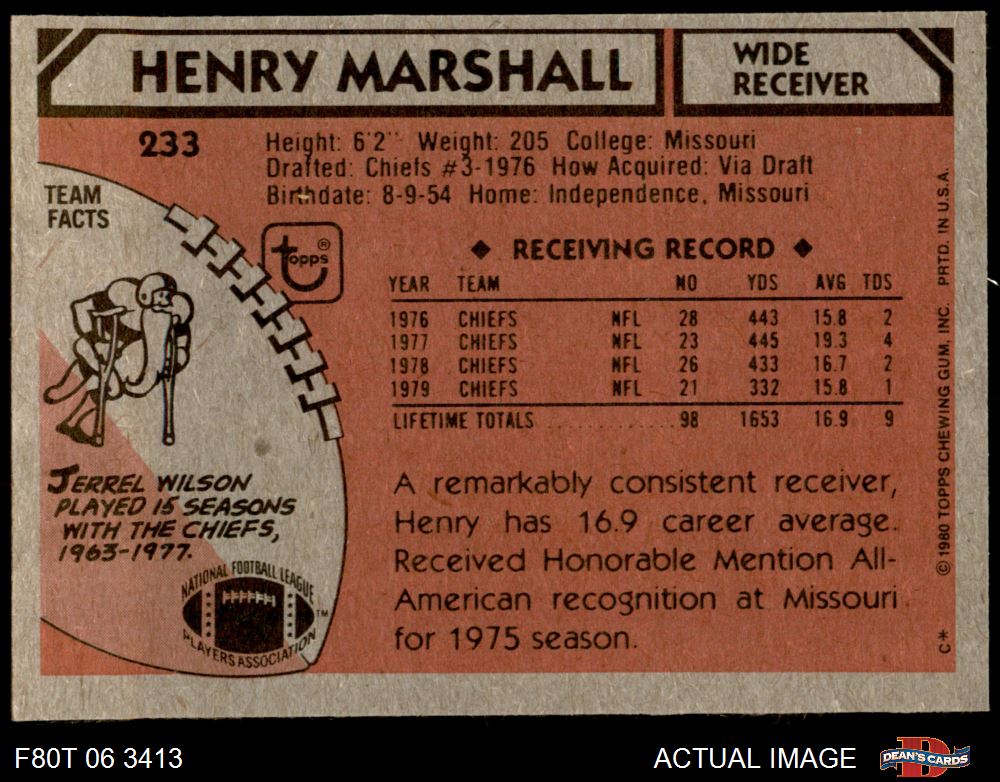 HENRY MARSHALL
WIDE
RECEIVER
233
Height: 6'2" Weight: 205 College: Missouri
Drafted: Chiefs #3-1976 How Acquired: Via Draft
Birthdate: 8-9-54 Home: Independence, Missouri
TEAM
FACTS
Topps ®
◆ RECEIVING RECORD ◆
YEAR TEAM NO YDS AVG TDS
1976 CHIEFS NFL 28 443 15.8 2
1977 CHIEFS NFL 23 445 19.3 4
1978 CHIEFS NFL 26 433 16.7 2
1979 CHIEFS NFL 21 332 15.8 1
LIFETIME TOTALS .............. 98 1653 16.9 9
JERREL WILSON
PLAYED 15 SEASONS
WITH THE CHIEFS,
1963-1977.
NATIONAL FOOTBALL LEAGUE
PLAYERS ASSOCIATION
TM
A remarkably consistent receiver,
Henry has 16.9 career average.
Received Honorable Mention All-
American recognition at Missouri
for 1975 season.
C* © 1980 TOPPS CHEWING GUM, INC. PRTD. IN U.S.A.
F80T 06 3413
ACTUAL IMAGE
D
DEAN'S CARDS